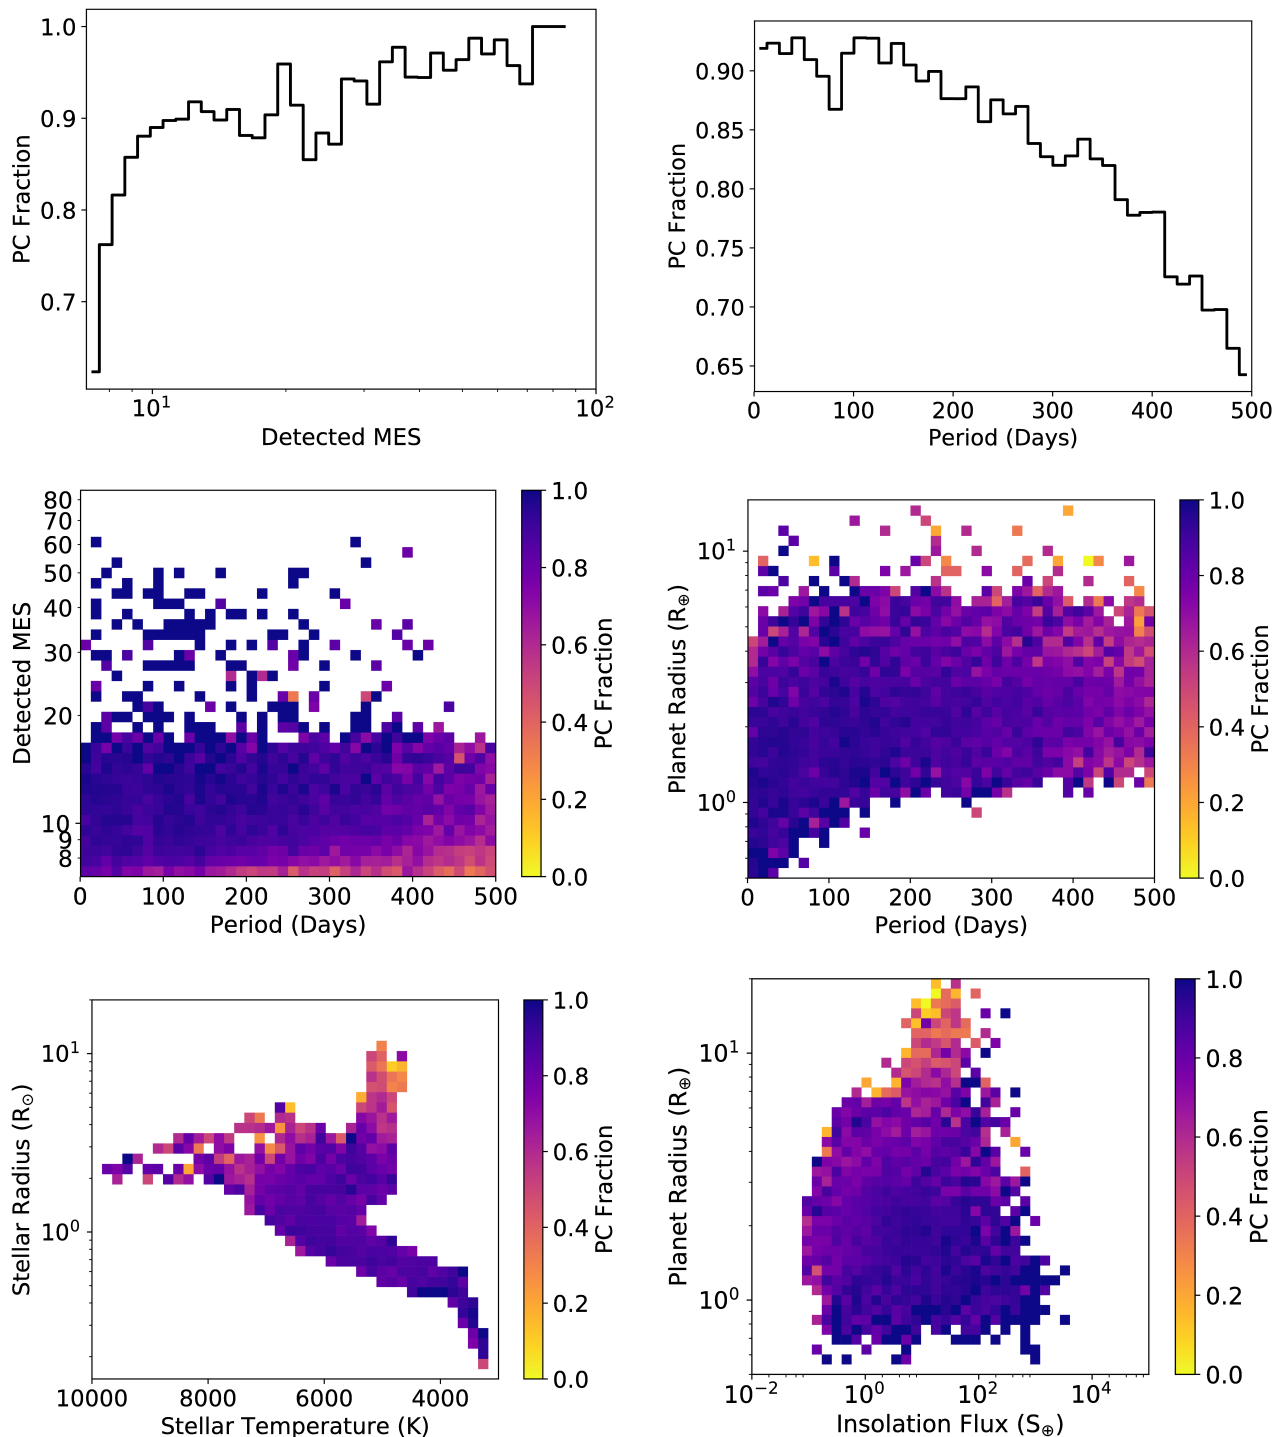 1.0
0.9
0.8
0.7
PC Fraction
10¹
10²
Detected MES
0.90
0.85
0.80
0.75
0.70
0.65
PC Fraction
0 100 200 300 400 500
Period (Days)
80
70
60
50
40
30
20
10
9
8
Detected MES
0 100 200 300 400 500
Period (Days)
1.0
0.8
0.6
0.4
0.2
0.0
PC Fraction
10¹
10⁰
Planet Radius (R⊕)
0 100 200 300 400 500
Period (Days)
1.0
0.8
0.6
0.4
0.2
0.0
PC Fraction
10¹
10⁰
Stellar Radius (R⊙)
10000 8000 6000 4000
Stellar Temperature (K)
1.0
0.8
0.6
0.4
0.2
0.0
PC Fraction
10¹
10⁰
Planet Radius (R⊕)
10⁻² 10⁰ 10² 10⁴
Insolation Flux (S⊕)
1.0
0.8
0.6
0.4
0.2
0.0
PC Fraction